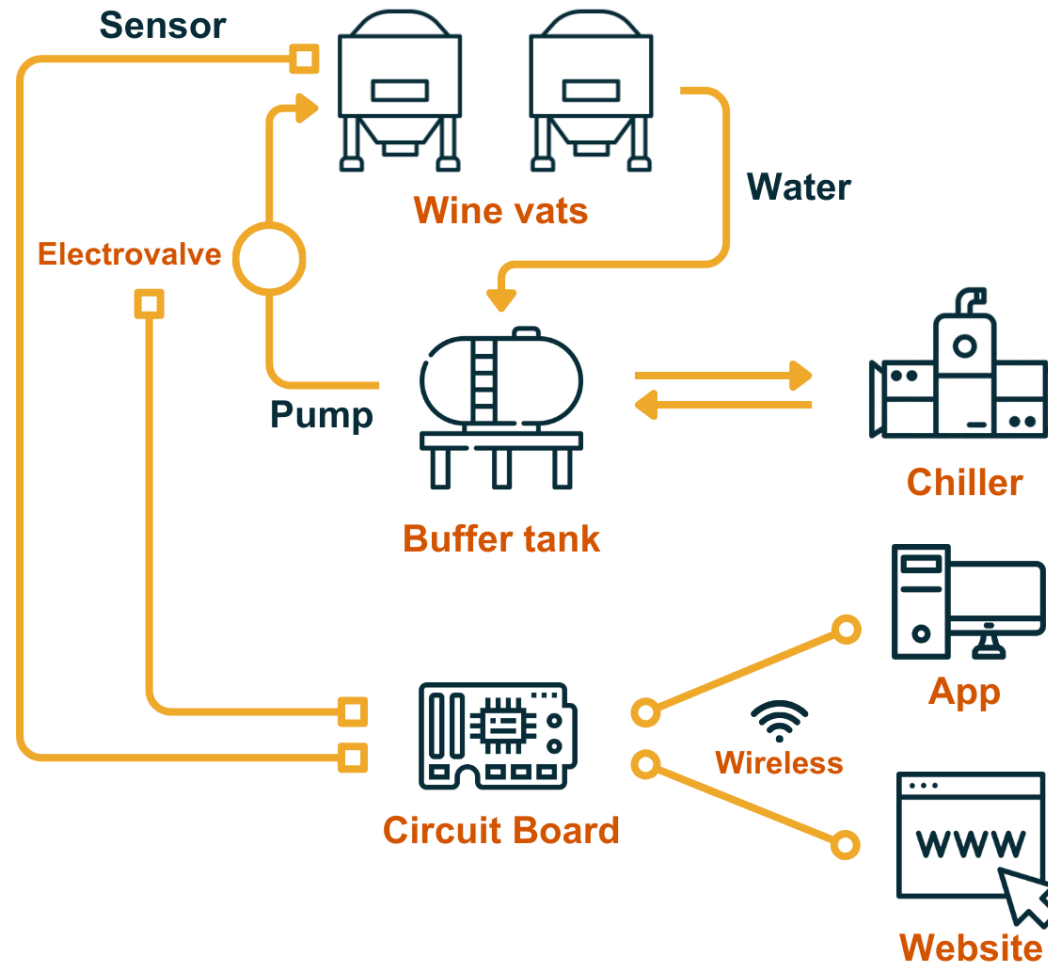 Sensor
Wine vats
Water
Electrovalve
Pump
Chiller
Buffer tank
App
Wireless
Circuit Board
WWW
Website